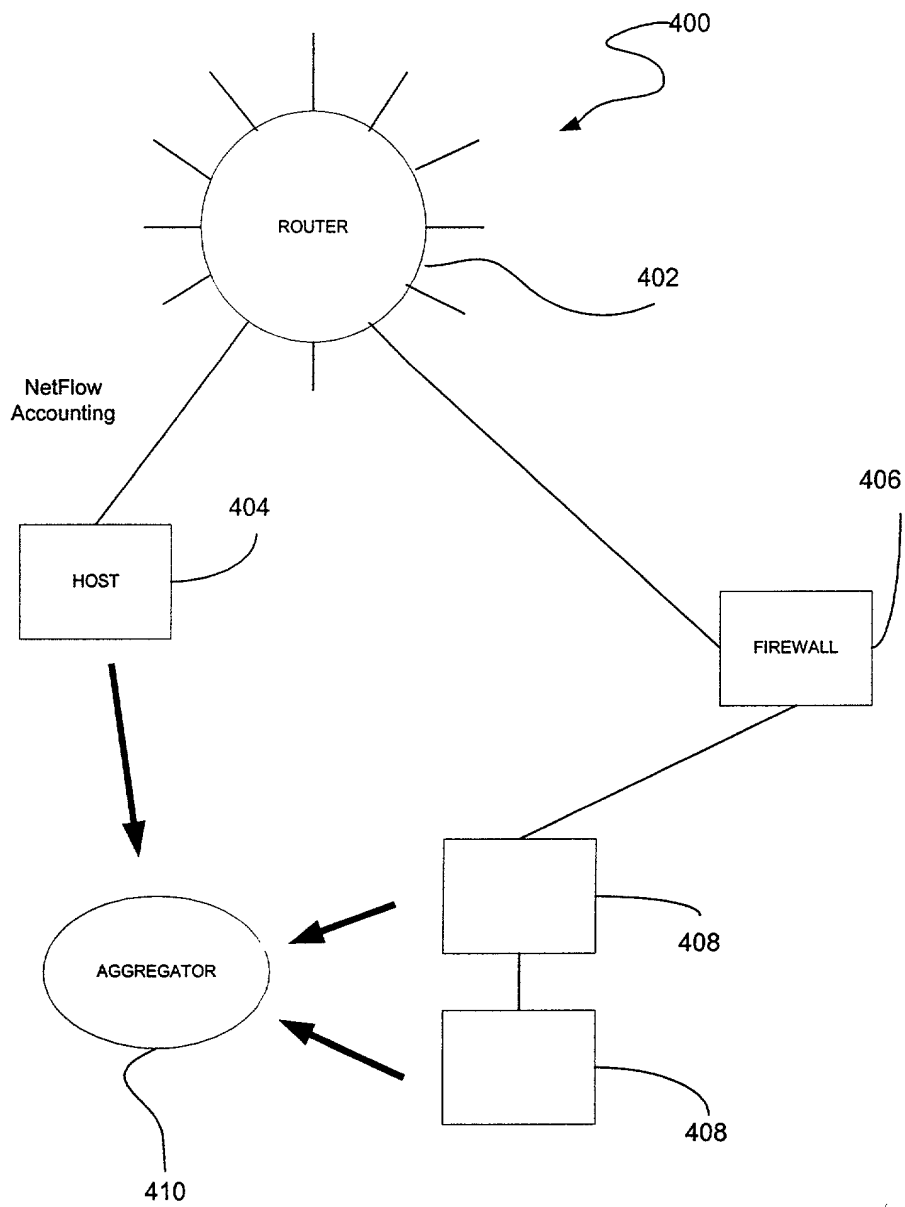 400
ROUTER
402
NetFlow
Accounting
404
406
HOST
FIREWALL
408
AGGREGATOR
408
410